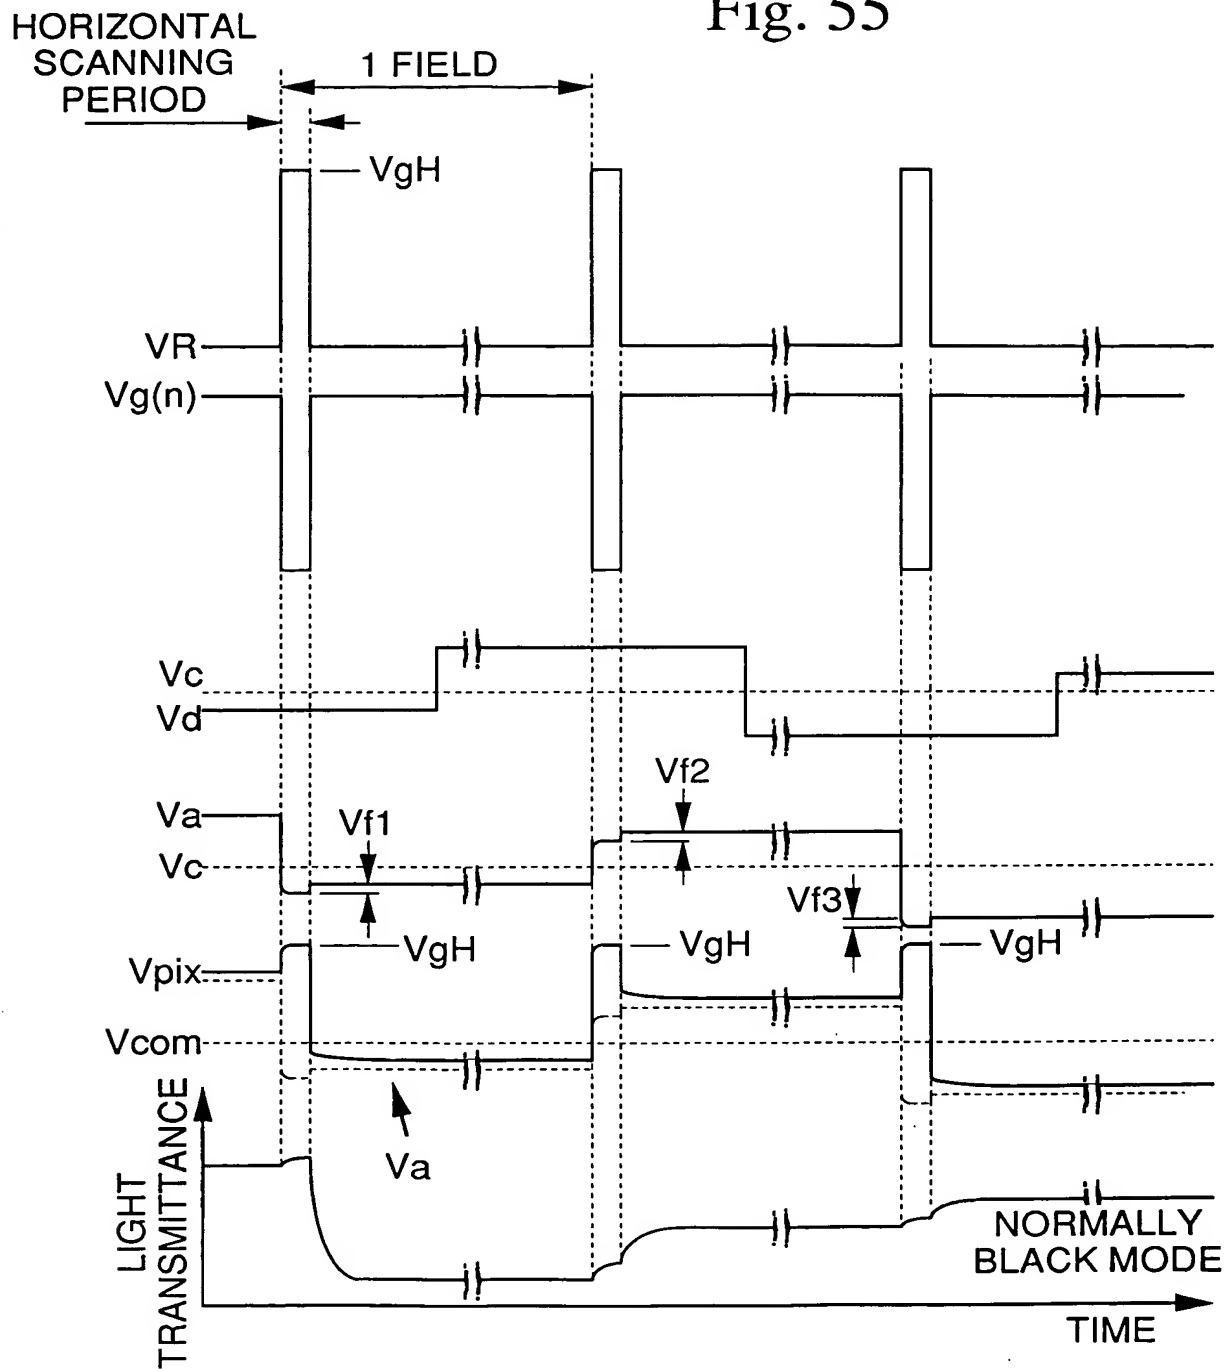 Fig. 55
HORIZONTAL
SCANNING
PERIOD
1 FIELD
VgH
VR
Vg(n)
Vc
Vd
Vf2
Va
Vf1
Vc
Vf3
VgH
VgH
VgH
Vpix
Vcom
Va
LIGHT
TRANSMITTANCE
NORMALLY
BLACK MODE
TIME